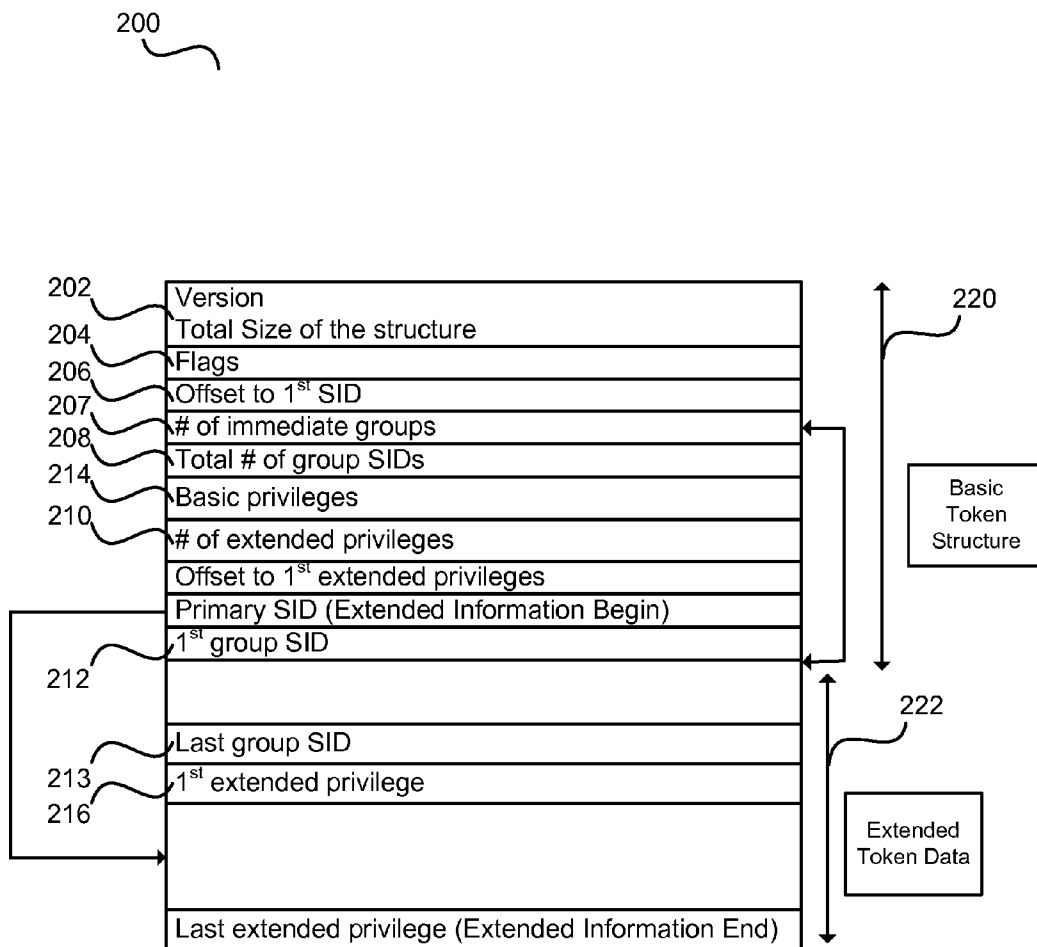 200
202
Version
Total Size of the structure
220
204
Flags
206
Offset to 1st SID
207
# of immediate groups
208
Total # of group SIDs
214
Basic privileges
Basic
Token
Structure
210
# of extended privileges
Offset to 1st extended privileges
Primary SID (Extended Information Begin)
1st group SID
212
222
Last group SID
213
1st extended privilege
216
Extended
Token Data
Last extended privilege (Extended Information End)